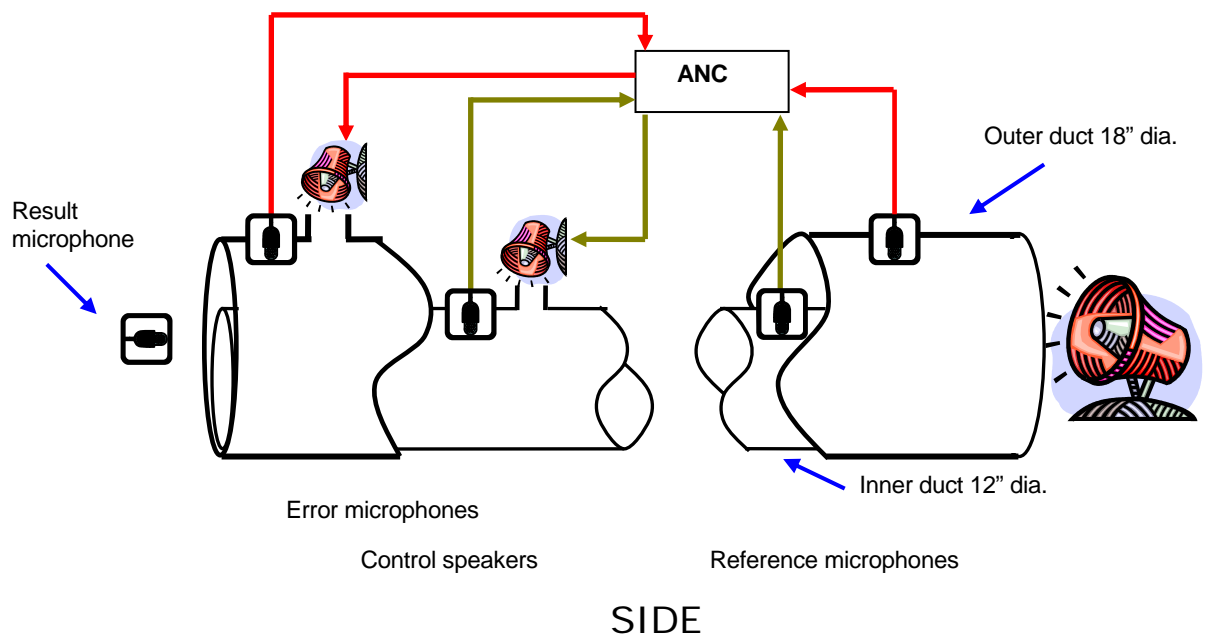 ANC
Outer duct 18” dia.
Result
microphone
Inner duct 12” dia.
Error microphones
Control speakers
Reference microphones
SIDE